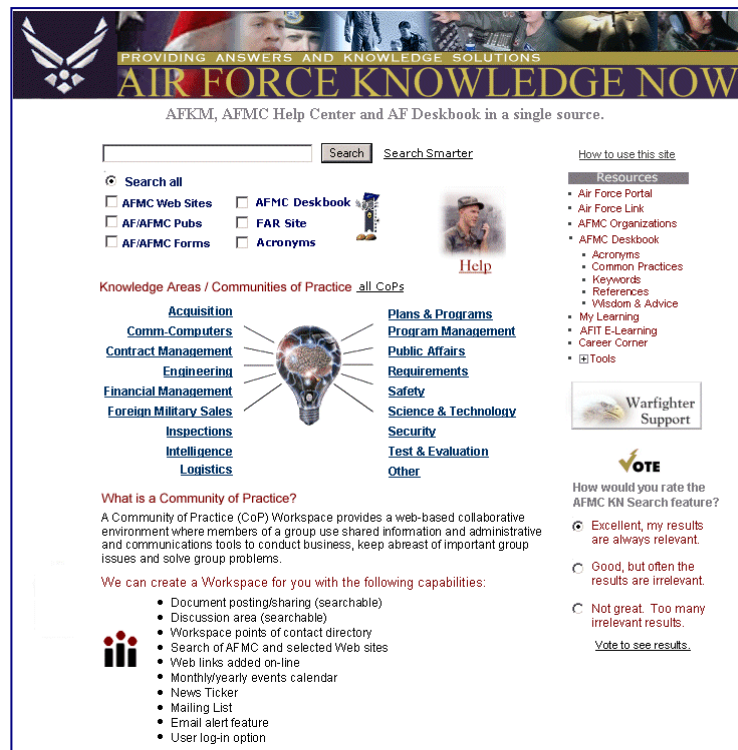 PROVIDING ANSWERS AND KNOWLEDGE SOLUTIONS
AIR FORCE KNOWLEDGE NOW
AFKM, AFMC Help Center and AF Deskbook in a single source.
Search Search Smarter
Search all
AFMC Web Sites AFMC Deskbook
AF/AFMC Pubs FAR Site
AF/AFMC Forms Acronyms
Help
Knowledge Areas / Communities of Practice all CoPs
Acquisition
Comm-Computers
Contract Management
Engineering
Financial Management
Foreign Military Sales
Inspections
Intelligence
Logistics
Plans & Programs
Program Management
Public Affairs
Requirements
Safety
Science & Technology
Security
Test & Evaluation
Other
What is a Community of Practice?
A Community of Practice (CoP) Workspace provides a web-based collaborative
environment where members of a group use shared information and administrative
and communications tools to conduct business, keep abreast of important group
issues and solve group problems.
We can create a Workspace for you with the following capabilities:
Document posting/sharing (searchable)
Discussion area (searchable)
Workspace points of contact directory
Search of AFMC and selected Web sites
Web links added on-line
Monthly/yearly events calendar
News Ticker
Mailing List
Email alert feature
User log-in option
How to use this site
Resources
Air Force Portal
Air Force Link
AFMC Organizations
AFMC Deskbook
Acronyms
Common Practices
Keywords
References
Wisdom & Advice
My Learning
AFIT E-Learning
Career Corner
Tools
Warfighter
Support
VOTE
How would you rate the
AFMC KN Search feature?
Excellent, my results
are always relevant.
Good, but often the
results are irrelevant.
Not great. Too many
irrelevant results.
Vote to see results.